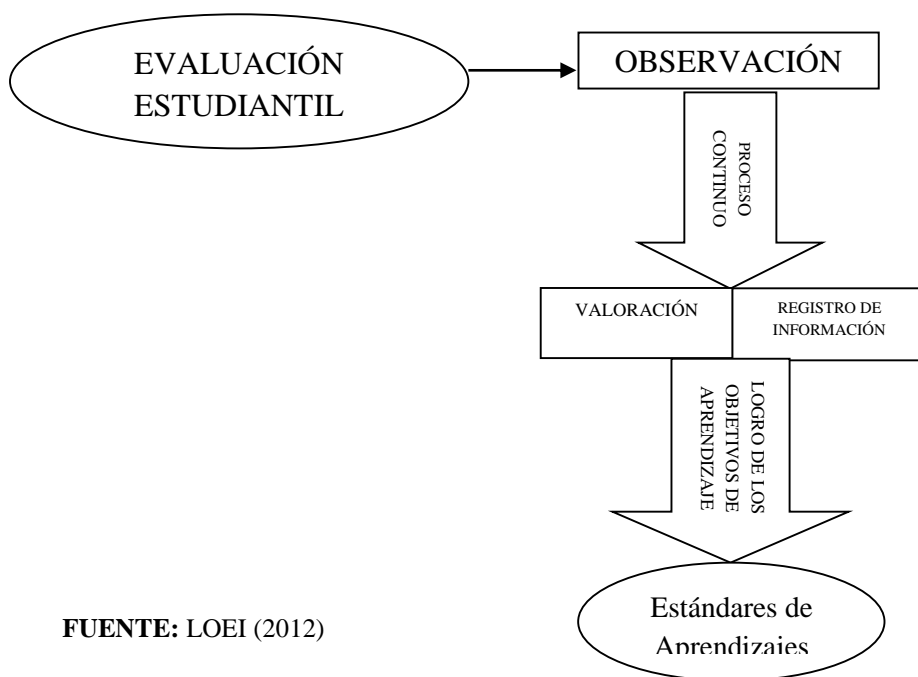 EVALUACIÓN
ESTUDIANTIL
OBSERVACIÓN
PROCESO
CONTINUO
VALORACIÓN
REGISTRO DE
INFORMACIÓN
LOGRO DE LOS
OBJETIVOS DE
APRENDIZAJE
Estándares de
Aprendizajes
FUENTE: LOEI (2012)